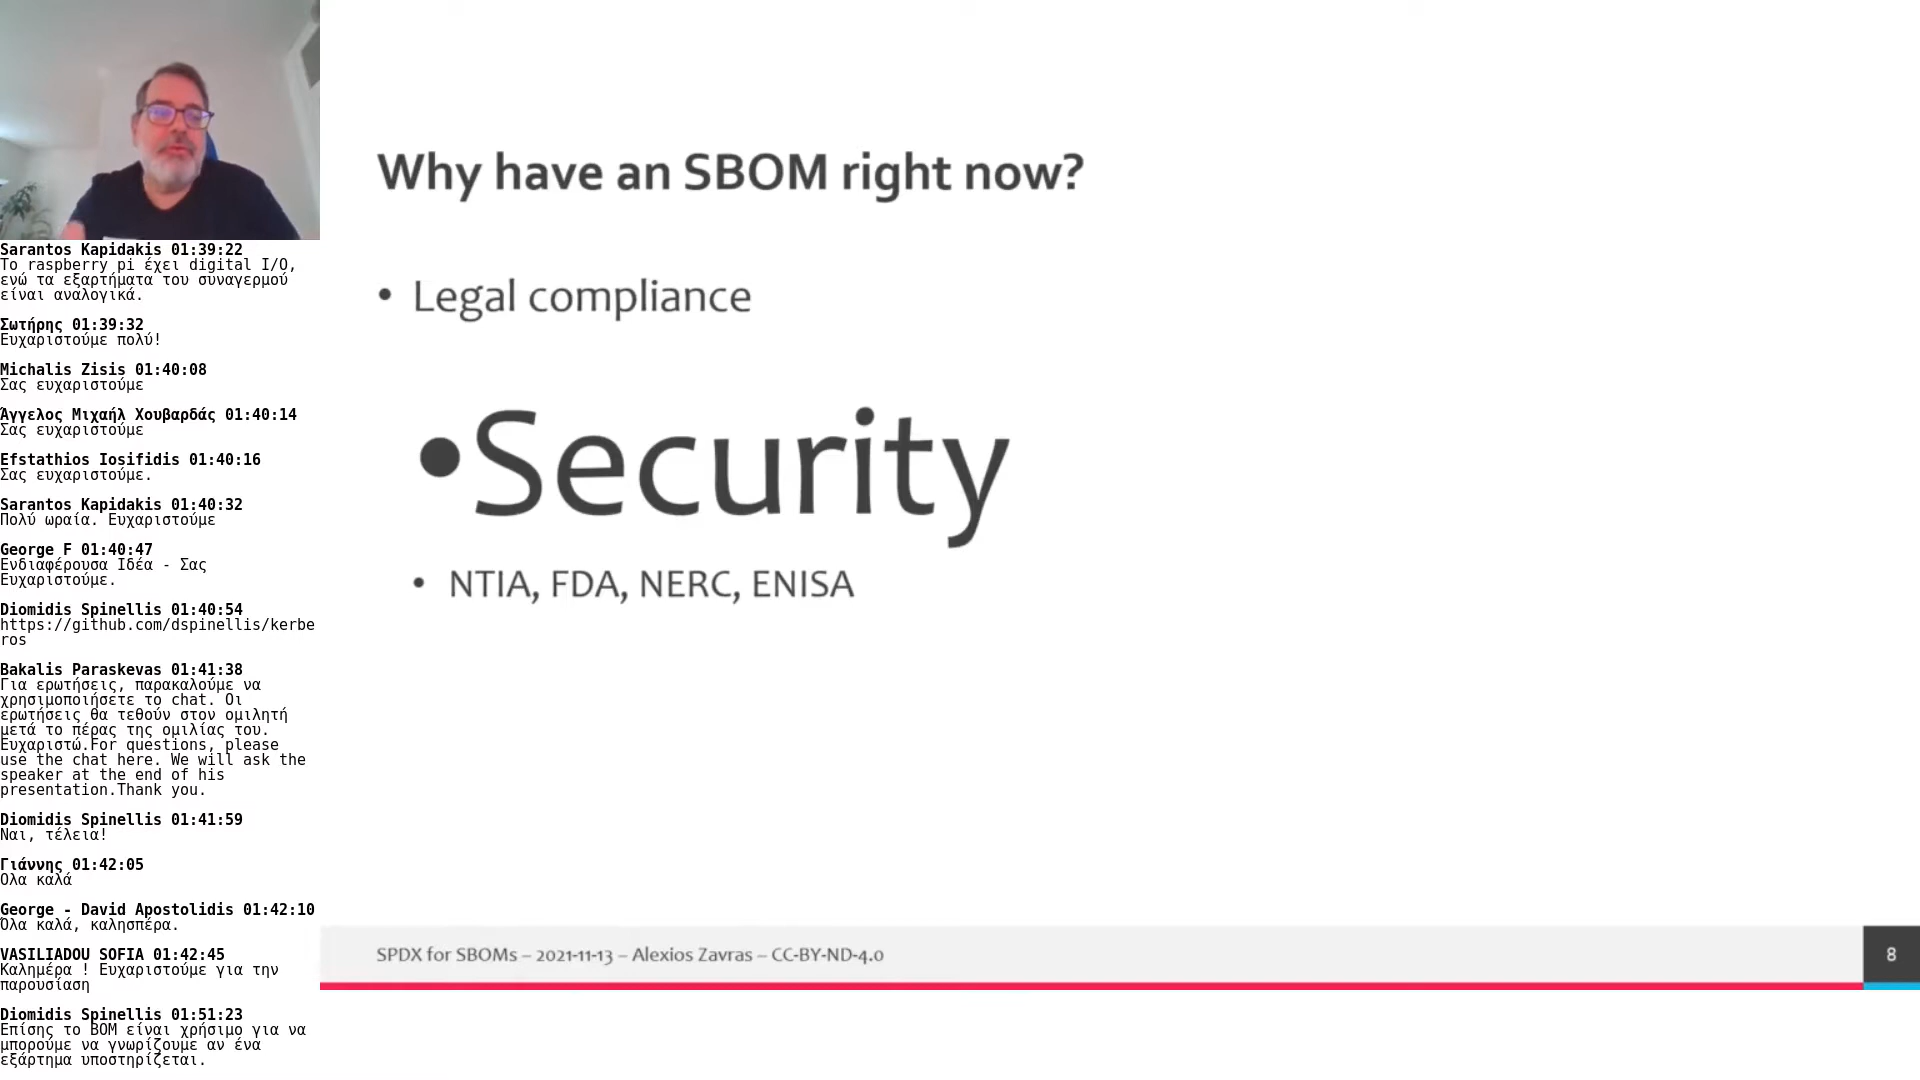 Sarantos Kapidakis 01:39:22
Το raspberry pi έχει digital I/O,
ενώ τα εξαρτήματα του συναγερμού
είναι αναλογικά.
Σωτήρης 01:39:32
Ευχαριστούμε πολύ!
Michalis Zisis 01:40:08
Σας ευχαριστούμε
Άγγελος Μιχαήλ Χουβαρδάς 01:40:14
Σας ευχαριστούμε
Efstathios Iosifidis 01:40:16
Σας ευχαριστούμε.
Sarantos Kapidakis 01:40:32
Πολύ ωραία. Ευχαριστούμε
George F 01:40:47
Ενδιαφέρουσα Ιδέα - Σας
Ευχαριστούμε.
Diomidis Spinellis 01:40:54
https://github.com/dspinellis/kerbe
ros
Bakalis Paraskevas 01:41:38
Για ερωτήσεις, παρακαλούμε να
χρησιμοποιήσετε το chat. Οι
ερωτήσεις θα τεθούν στον ομιλητή
μετά το πέρας της ομιλίας του.
Ευχαριστώ.For questions, please
use the chat here. We will ask the
speaker at the end of his
presentation.Thank you.
Diomidis Spinellis 01:41:59
Ναι, τέλεια!
Γιάννης 01:42:05
Ολα καλά
George - David Apostolidis 01:42:10
Όλα καλά, καλησπέρα.
VASILIADOU SOFIA 01:42:45
Καλημέρα ! Ευχαριστούμε για την
παρουσίαση
Diomidis Spinellis 01:51:23
Επίσης το BOM είναι χρήσιμο για να
μπορούμε να γνωρίζουμε αν ένα
εξάρτημα υποστηρίζεται.
Why have an SBOM right now?
• Legal compliance
•Security
• NTIA, FDA, NERC, ENISA
SPDX for SBOMs – 2021-11-13 – Alexios Zavras – CC-BY-ND-4.0
8